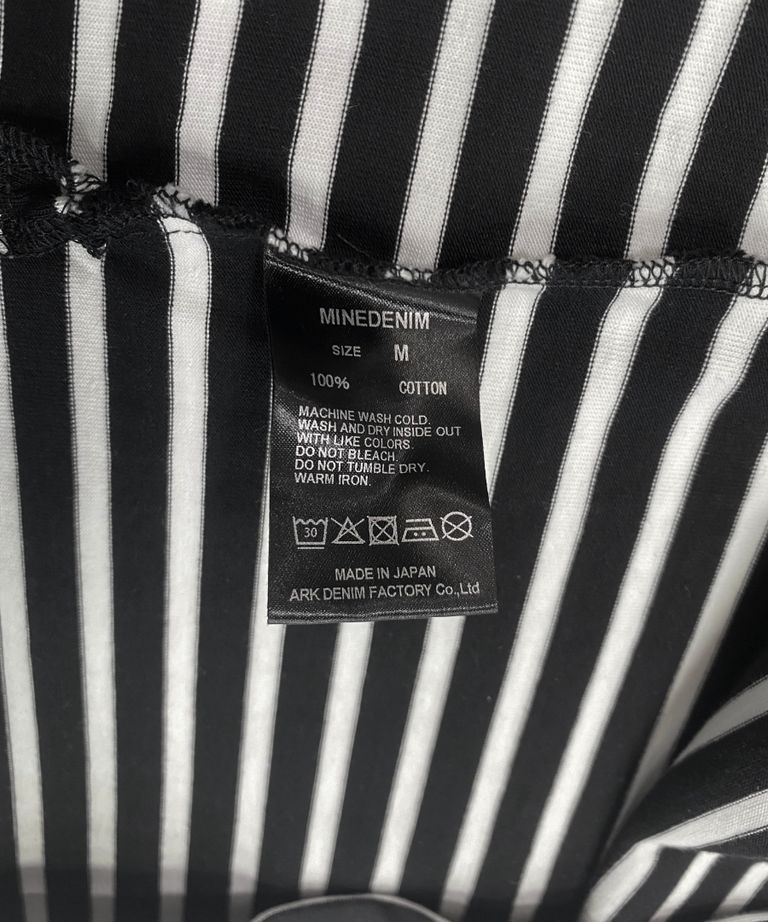 MINEDENIM
SIZE M
100% COTTON
MACHINE WASH COLD.
WASH AND DRY INSIDE OUT
WITH LIKE COLORS.
DO NOT BLEACH.
DO NOT TUMBLE DRY.
WARM IRON.
30
MADE IN JAPAN
ARK DENIM FACTORY Co.,Ltd